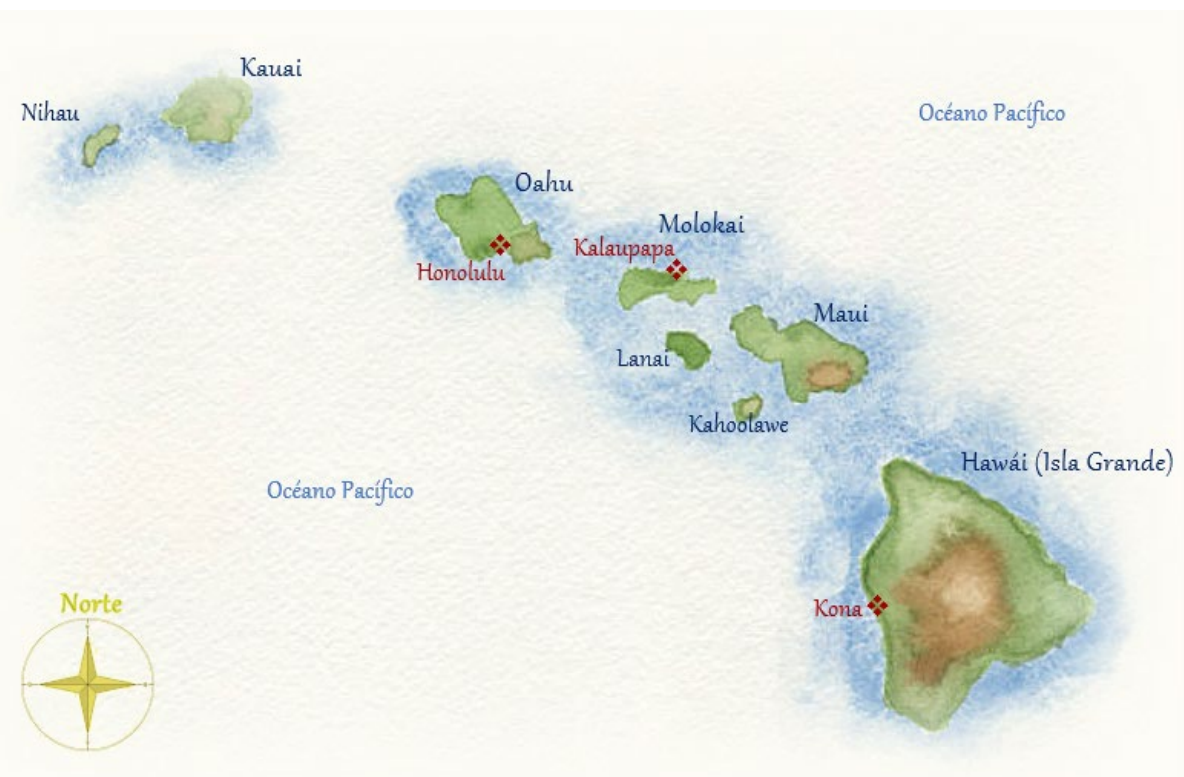 Kauai
Nihau
Océano Pacífico
Oahu
Molokai
Kalaupapa
Honolulu
Maui
Lanai
Kahoolawe
Hawái (Isla Grande)
Océano Pacífico
Norte
Kona